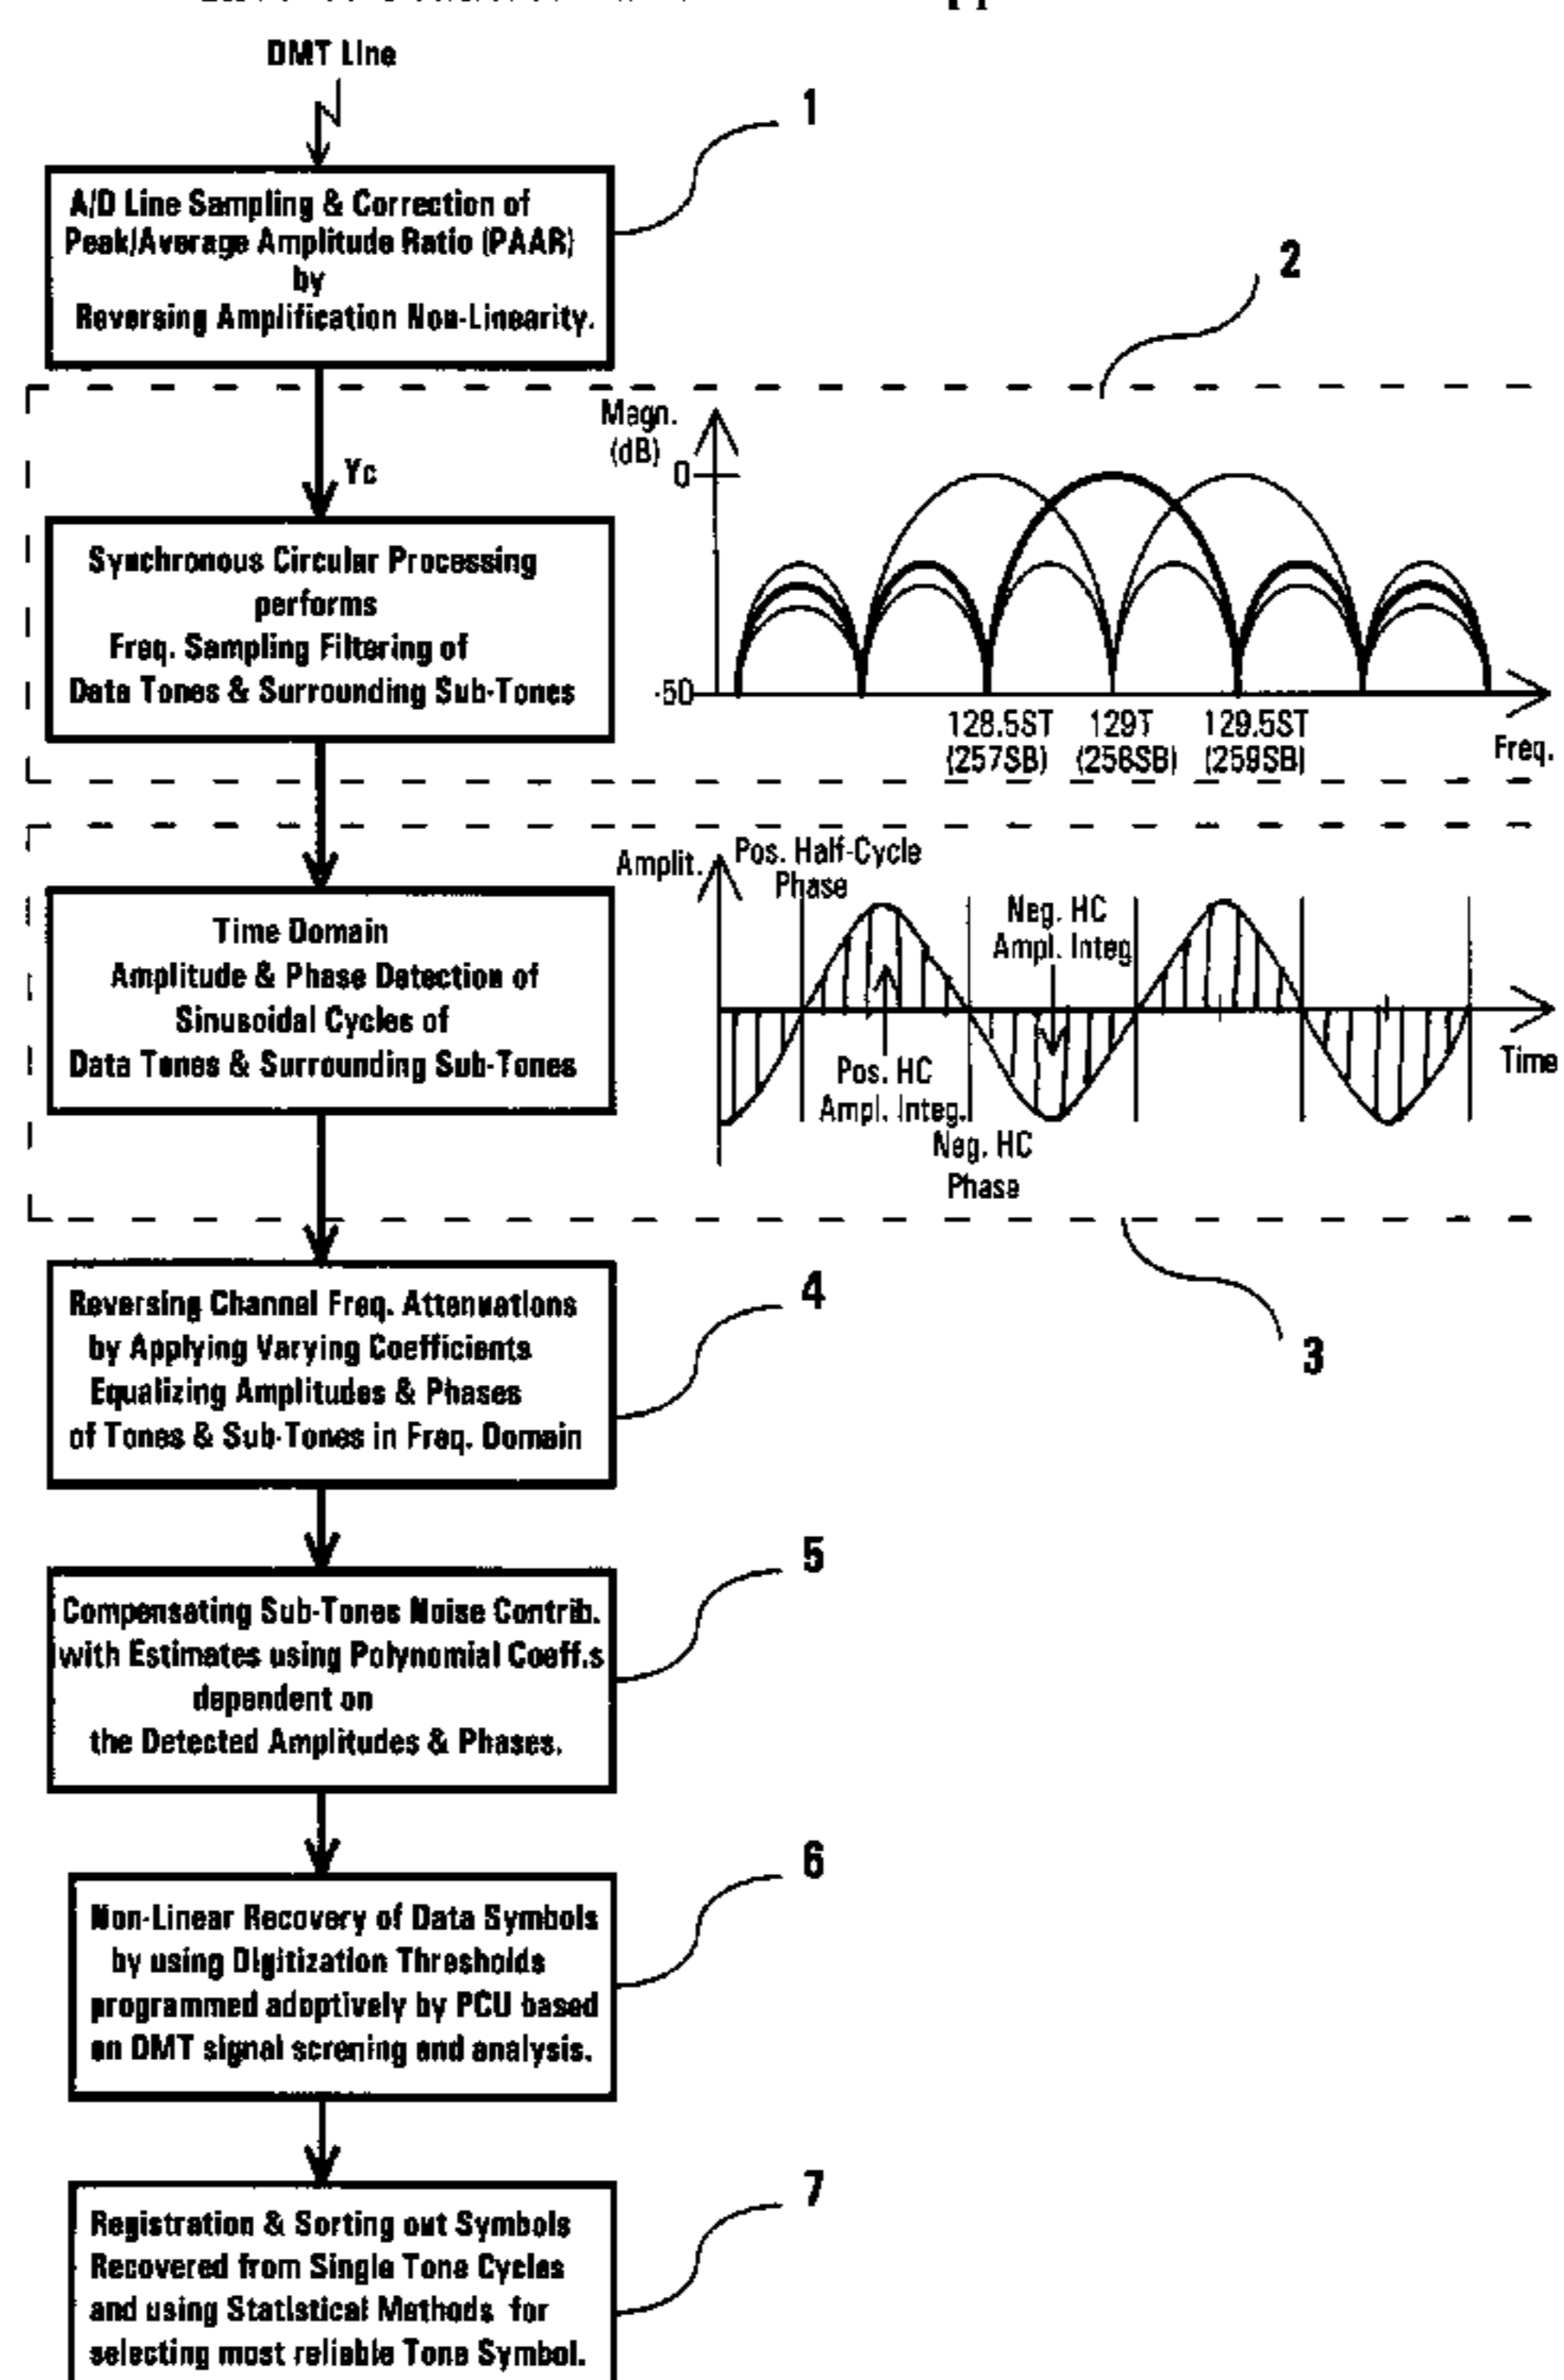 DMT Line
1
A/D Line Sampling & Correction of
Peak/Average Amplitude Ratio (PAAR)
by
Reversing Amplification Non-Linearity.
2
Yc
Synchronous Circular Processing
performs
Freq. Sampling Filtering of
Data Tones & Surrounding Sub-Tones
Magn.
(dB)
0
-50
128.5ST 129T 129.5ST
(257SB) (258SB) (259SB)
Freq.
Time Domain
Amplitude & Phase Detection of
Sinusoidal Cycles of
Data Tones & Surrounding Sub-Tones
Amplit.
Pos. Half-Cycle
Phase
Neg. HC
Ampl. Integ
Pos. HC
Ampl. Integ.
Neg. HC
Phase
Time
3
Reversing Channel Freq. Attenuations
by Applying Varying Coefficients
Equalizing Amplitudes & Phases
of Tones & Sub-Tones in Freq. Domain
4
Compensating Sub-Tones Noise Contrib.
with Estimates using Polynomial Coeff.s
dependent on
the Detected Amplitudes & Phases.
5
Non-Linear Recovery of Data Symbols
by using Digitization Thresholds
programmed adoptively by PCU based
on DMT signal screning and analysis.
6
Registration & Sorting out Symbols
Recovered from Single Tone Cycles
and using Statistical Methods for
selecting most reliable Tone Symbol.
7